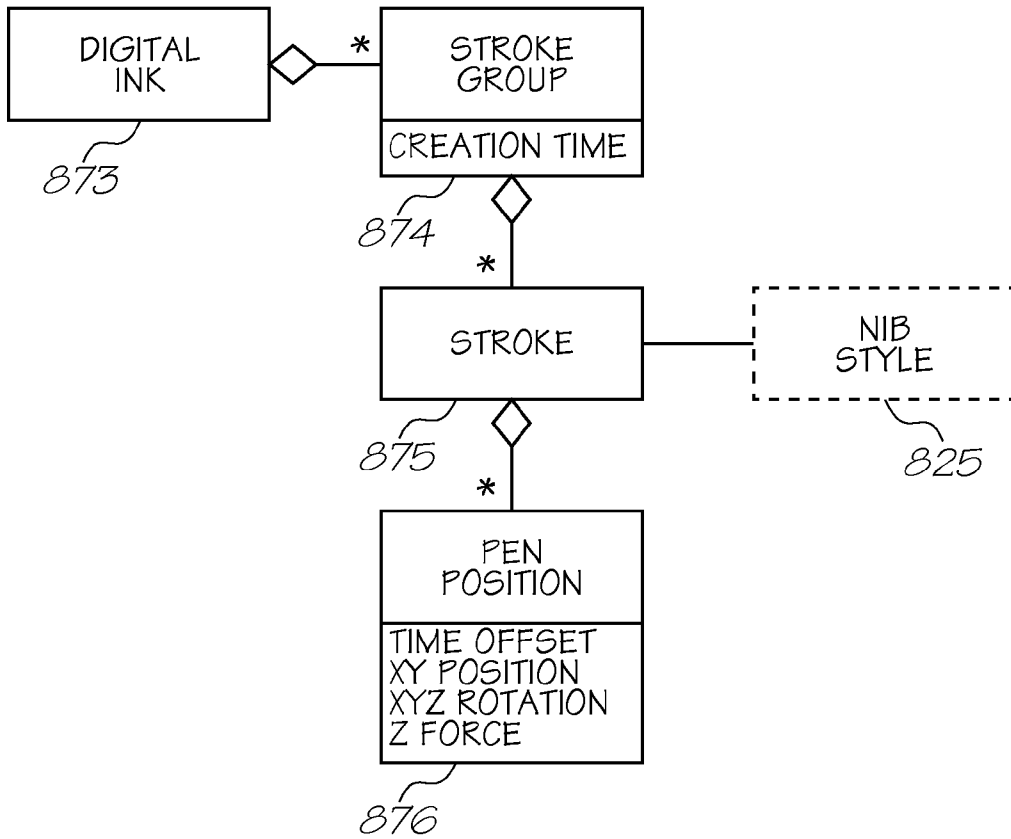 DIGITAL
INK
*
STROKE
GROUP
CREATION TIME
873
874
*
STROKE
NIB
STYLE
875
825
*
PEN
POSITION
TIME OFFSET
XY POSITION
XYZ ROTATION
Z FORCE
876